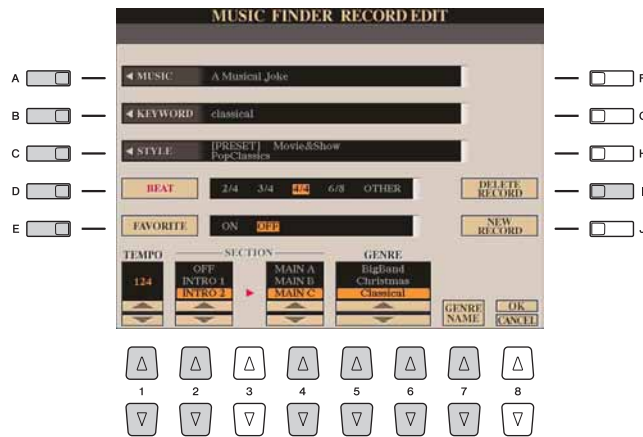 MUSIC FINDER RECORD EDIT
A
MUSIC A Musical Joke
F
B
KEYWORD classical
G
C
STYLE [PRESET] Movie&Show
PopClassics
H
D
BEAT 2/4 3/4 4/4 6/8 OTHER DELETE
RECORD
I
E
FAVORITE ON OFF NEW
RECORD
J
TEMPO SECTION GENRE
OFF MAIN A BigBand
124 INTRO 1 MAIN B Christmas
INTRO 2 MAIN C Classical
GENRE
NAME
OK
CANCEL
1 2 3 4 5 6 7 8